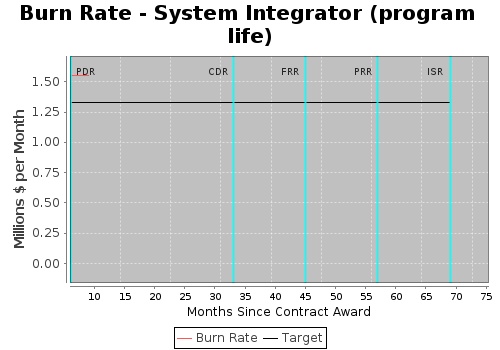 Burn Rate - System Integrator (program
life)
PDR CDR FRR PRR ISR
1.50
1.25
1.00
0.75
0.50
0.25
0.00
Millions $ per Month
10 15 20 25 30 35 40 45 50 55 60 65 70 75
Months Since Contract Award
Burn Rate Target